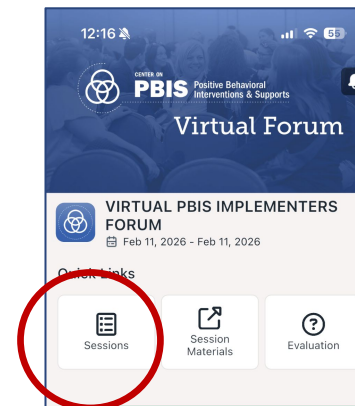 12:16
55
CENTER ON
PBIS Positive Behavioral
Interventions & Supports
Virtual Forum
VIRTUAL PBIS IMPLEMENTERS
FORUM
Feb 11, 2026 - Feb 11, 2026
Quick Links
Sessions
Session
Materials
Evaluation